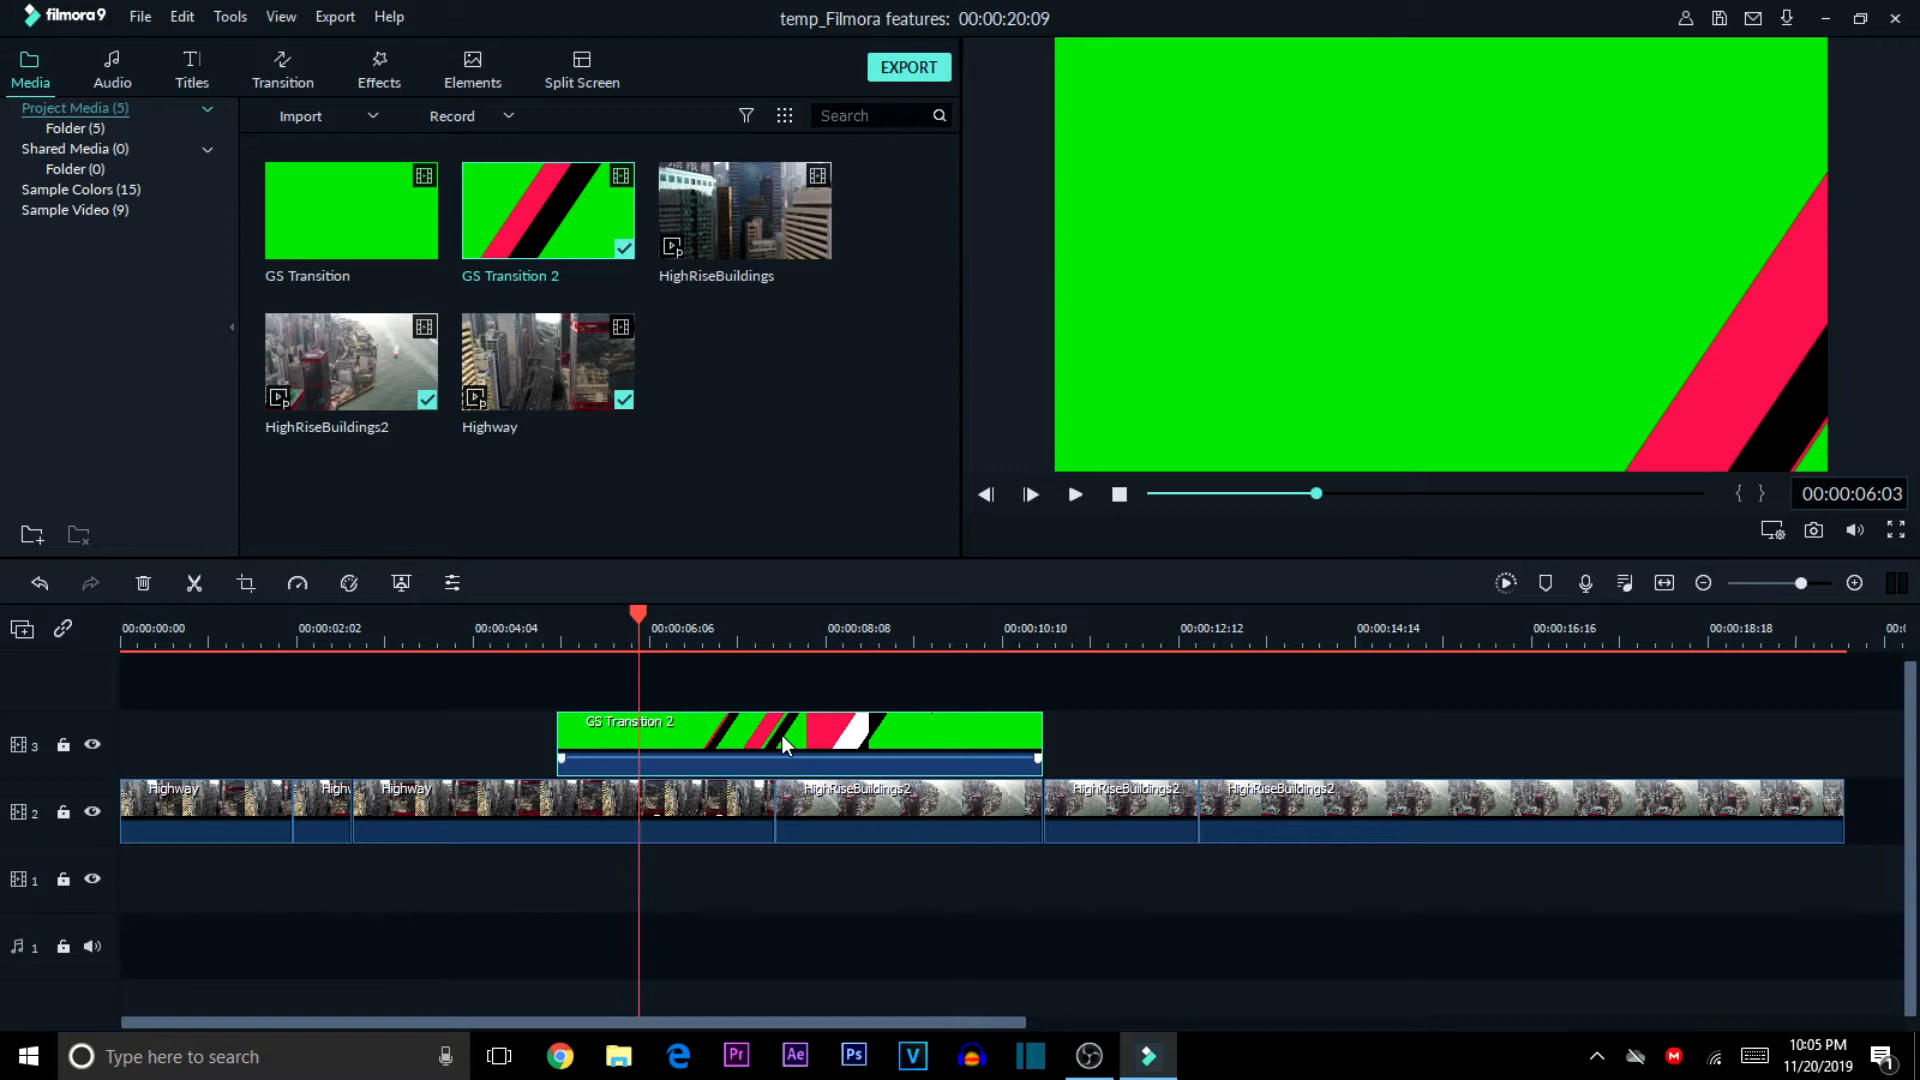 filmora9 File Edit Tools View Export Help temp_Filmora features: 00:00:20:09
Media Audio Titles Transition Effects Elements Split Screen EXPORT
Project Media (5)
Folder (5)
Shared Media (0)
Folder (0)
Sample Colors (15)
Sample Video (9)
Import Record Search
GS Transition GS Transition 2 HighRiseBuildings
HighRiseBuildings2 Highway
00:00:06:03
00:00:00:00 00:00:02:02 00:00:04:04 00:00:06:06 00:00:08:08 00:00:10:10 00:00:12:12 00:00:14:14 00:00:16:16 00:00:18:18
3 GS Transition 2
2 Highway Highw Highway HighRiseBuildings2 HighRiseBuildings2 HighRiseBuildings2
1
1
Type here to search Pr Ae Ps V M 10:05 PM
11/20/2019 1